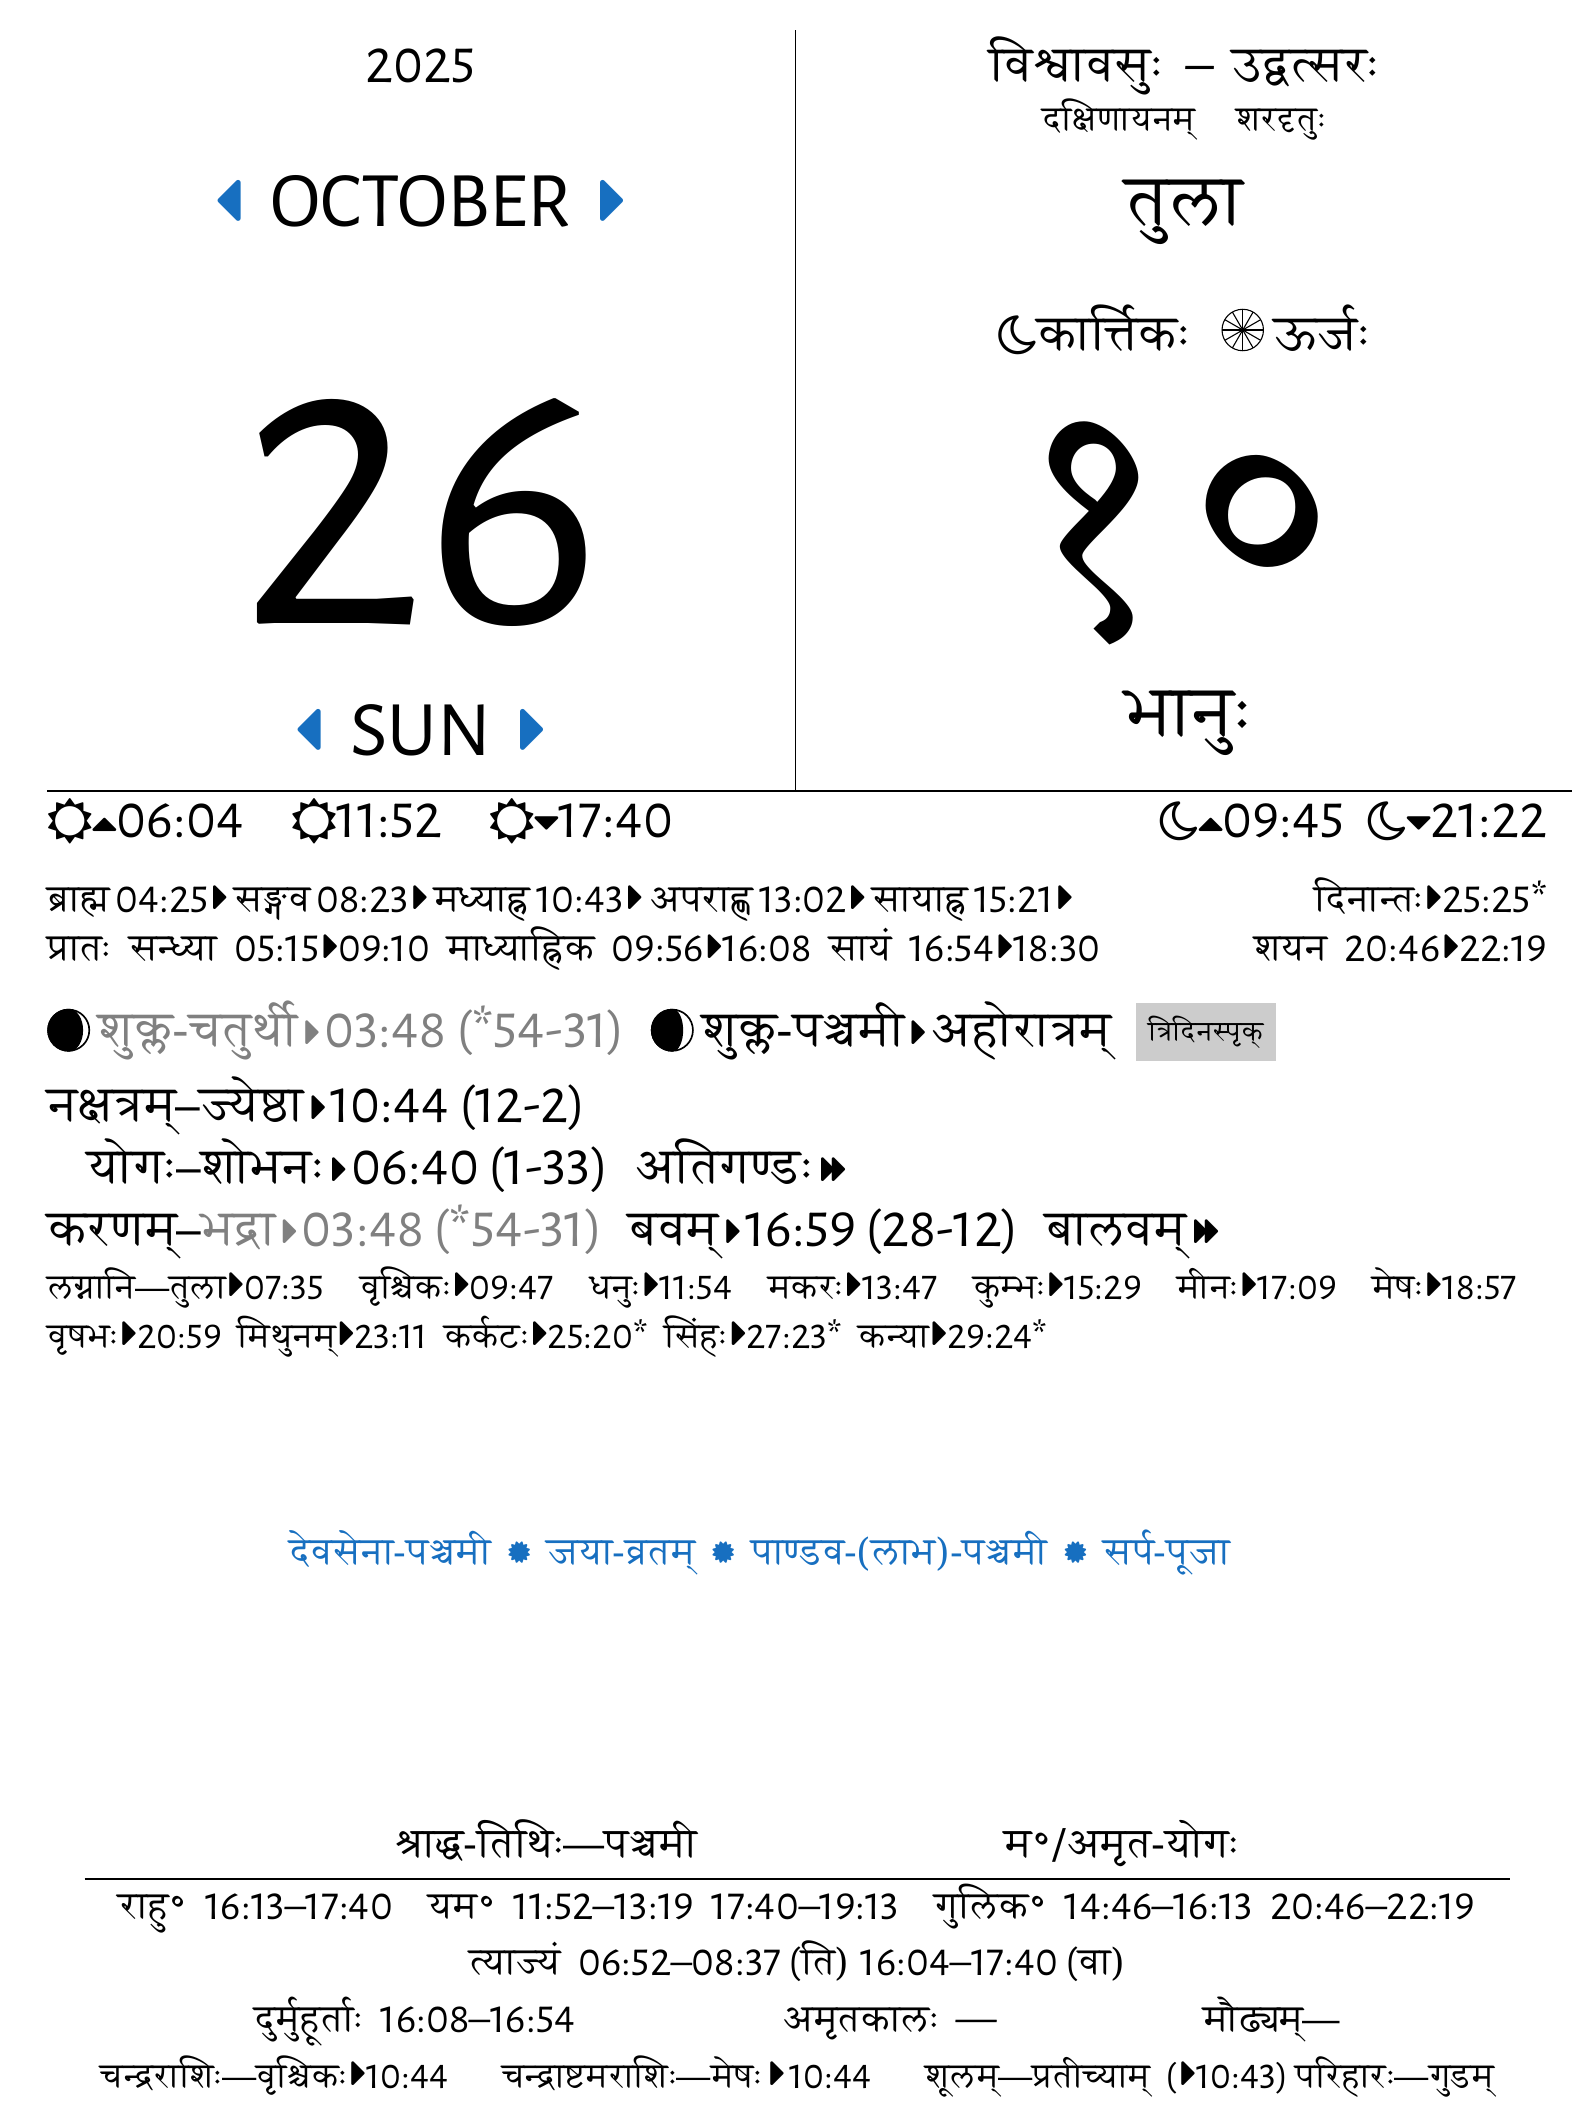 2025
OCTOBER
26
SUN
विश्वावसुः – उद्वत्सरः
दक्षिणायनम् शरदृतुः
तुला
कार्त्तिकः ऊर्जः
१०
भानुः
06:04 11:52 17:40 09:45 21:22
ब्राह्म 04:25 सङ्गव 08:23 मध्याह्न 10:43 अपराह्ण 13:02 सायाह्न 15:21 दिनान्तः 25:25*
प्रातः सन्ध्या 05:15 09:10 माध्याह्निक 09:56 16:08 सायं 16:54 18:30 शयन 20:46 22:19
शुक्ल-चतुर्थी 03:48 (*54-31) शुक्ल-पञ्चमी अहोरात्रम् त्रिदिनस्पृक्
नक्षत्रम्–ज्येष्ठा 10:44 (12-2)
योगः–शोभनः 06:40 (1-33) अतिगण्डः
करणम्–भद्रा 03:48 (*54-31) बवम् 16:59 (28-12) बालवम्
लग्नानि—तुला 07:35 वृश्चिकः 09:47 धनुः 11:54 मकरः 13:47 कुम्भः 15:29 मीनः 17:09 मेषः 18:57
वृषभः 20:59 मिथुनम् 23:11 कर्कटः 25:20* सिंहः 27:23* कन्या 29:24*
देवसेना-पञ्चमी ✹ जया-व्रतम् ✹ पाण्डव-(लाभ)-पञ्चमी ✹ सर्प-पूजा
श्राद्ध-तिथिः—पञ्चमी म॰/अमृत-योगः
राहु॰ 16:13–17:40 यम॰ 11:52–13:19 17:40–19:13 गुलिक॰ 14:46–16:13 20:46–22:19
त्याज्यं 06:52–08:37 (ति) 16:04–17:40 (वा)
दुर्मुहूर्ताः 16:08–16:54 अमृतकालः — मौढ्यम्—
चन्द्रराशिः—वृश्चिकः 10:44 चन्द्राष्टमराशिः—मेषः 10:44 शूलम्—प्रतीच्याम् (10:43) परिहारः—गुडम्